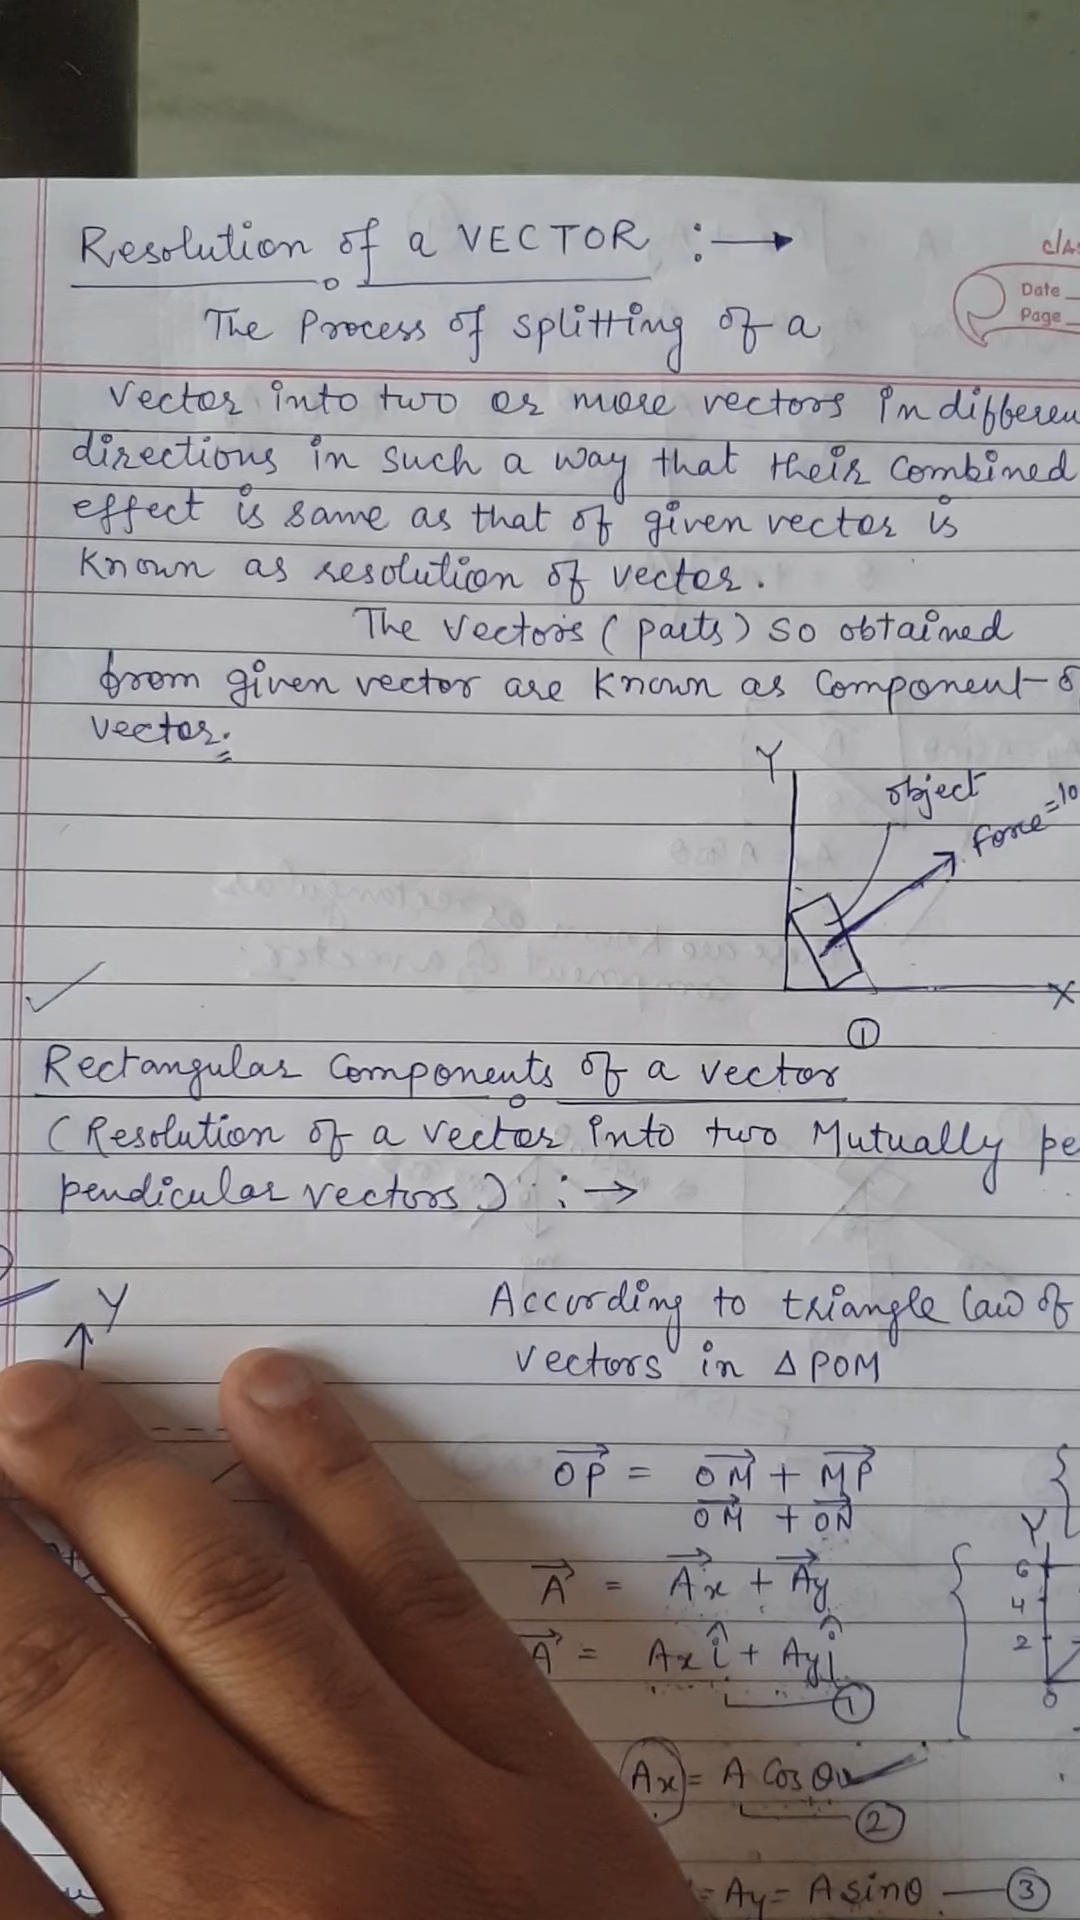 Resolution of a VECTOR :→
Date
Page
The Process of splitting of a
Vector into two or more vectors in
directions in such a way that their Combined
effect is same as that of given vector is
Known as resolution of vector.
The Vectors (parts) so obtained
from given vector are Known as Component
vector.
Y
object
Force = 10
X
①
Rectangular Components of a vector
(Resolution of a vector into two Mutually pe
pendicular vectors) :→
Y
According to triangle law of
vectors in △POM
OP⃗ = OM⃗ + MP⃗
OM⃗ + ON⃗
Y
6
4
2
0
A⃗ = Ax⃗ + Ay⃗
A⃗ = Ax î + Ay ĵ
①
Ax = A Cos θ
②
= Ay = A sin θ — ③